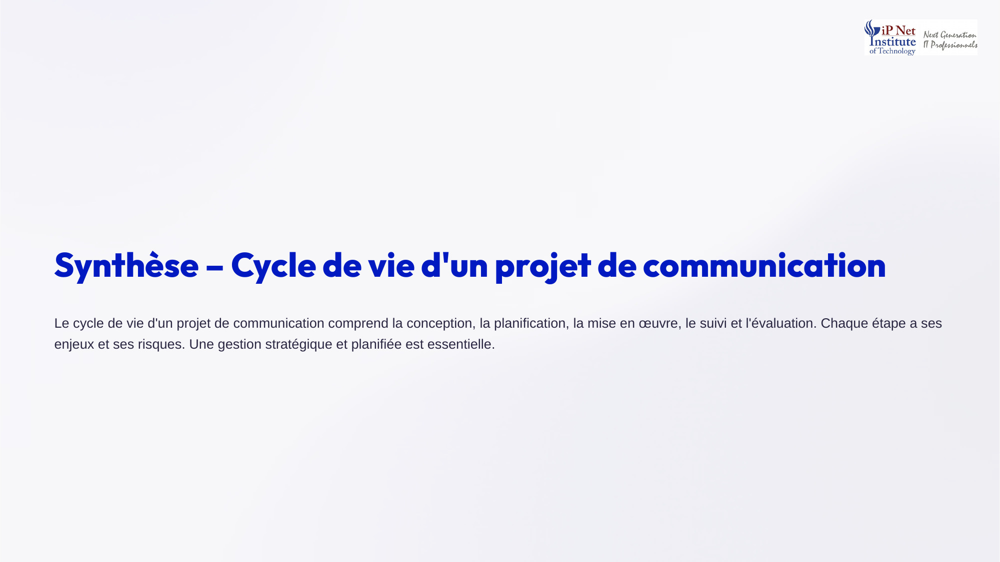 iP Net
Institute
of Technology
Next Generation
IT Professionnels
Synthèse – Cycle de vie d'un projet de communication
Le cycle de vie d'un projet de communication comprend la conception, la planification, la mise en œuvre, le suivi et l'évaluation. Chaque étape a ses
enjeux et ses risques. Une gestion stratégique et planifiée est essentielle.